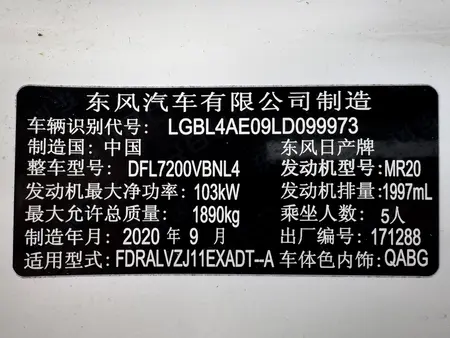 东风汽车有限公司制造
车辆识别代号: LGBL4AE09LD099973
制造国: 中国 东风日产牌
整车型号: DFL7200VBNL4 发动机型号: MR20
发动机最大净功率: 103kW 发动机排量: 1997mL
最大允许总质量: 1890kg 乘坐人数: 5人
制造年月: 2020 年 9 月 出厂编号: 171288
适用型式: FDRALVZJ11EXADT--A 车体色内饰: QABG